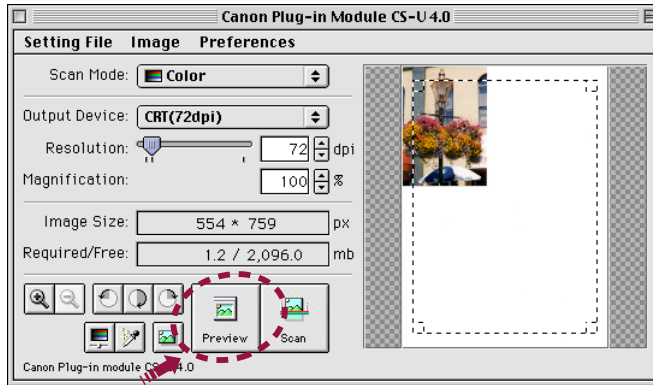 Canon Plug-in Module CS-U 4.0
Setting File Image Preferences
Scan Mode: Color
Output Device: CRT(72dpi)
Resolution: 72 dpi
Magnification: 100 %
Image Size: 554 * 759 px
Required/Free: 1.2 / 2,096.0 mb
Preview Scan
Canon Plug-in module CS-U 4.0